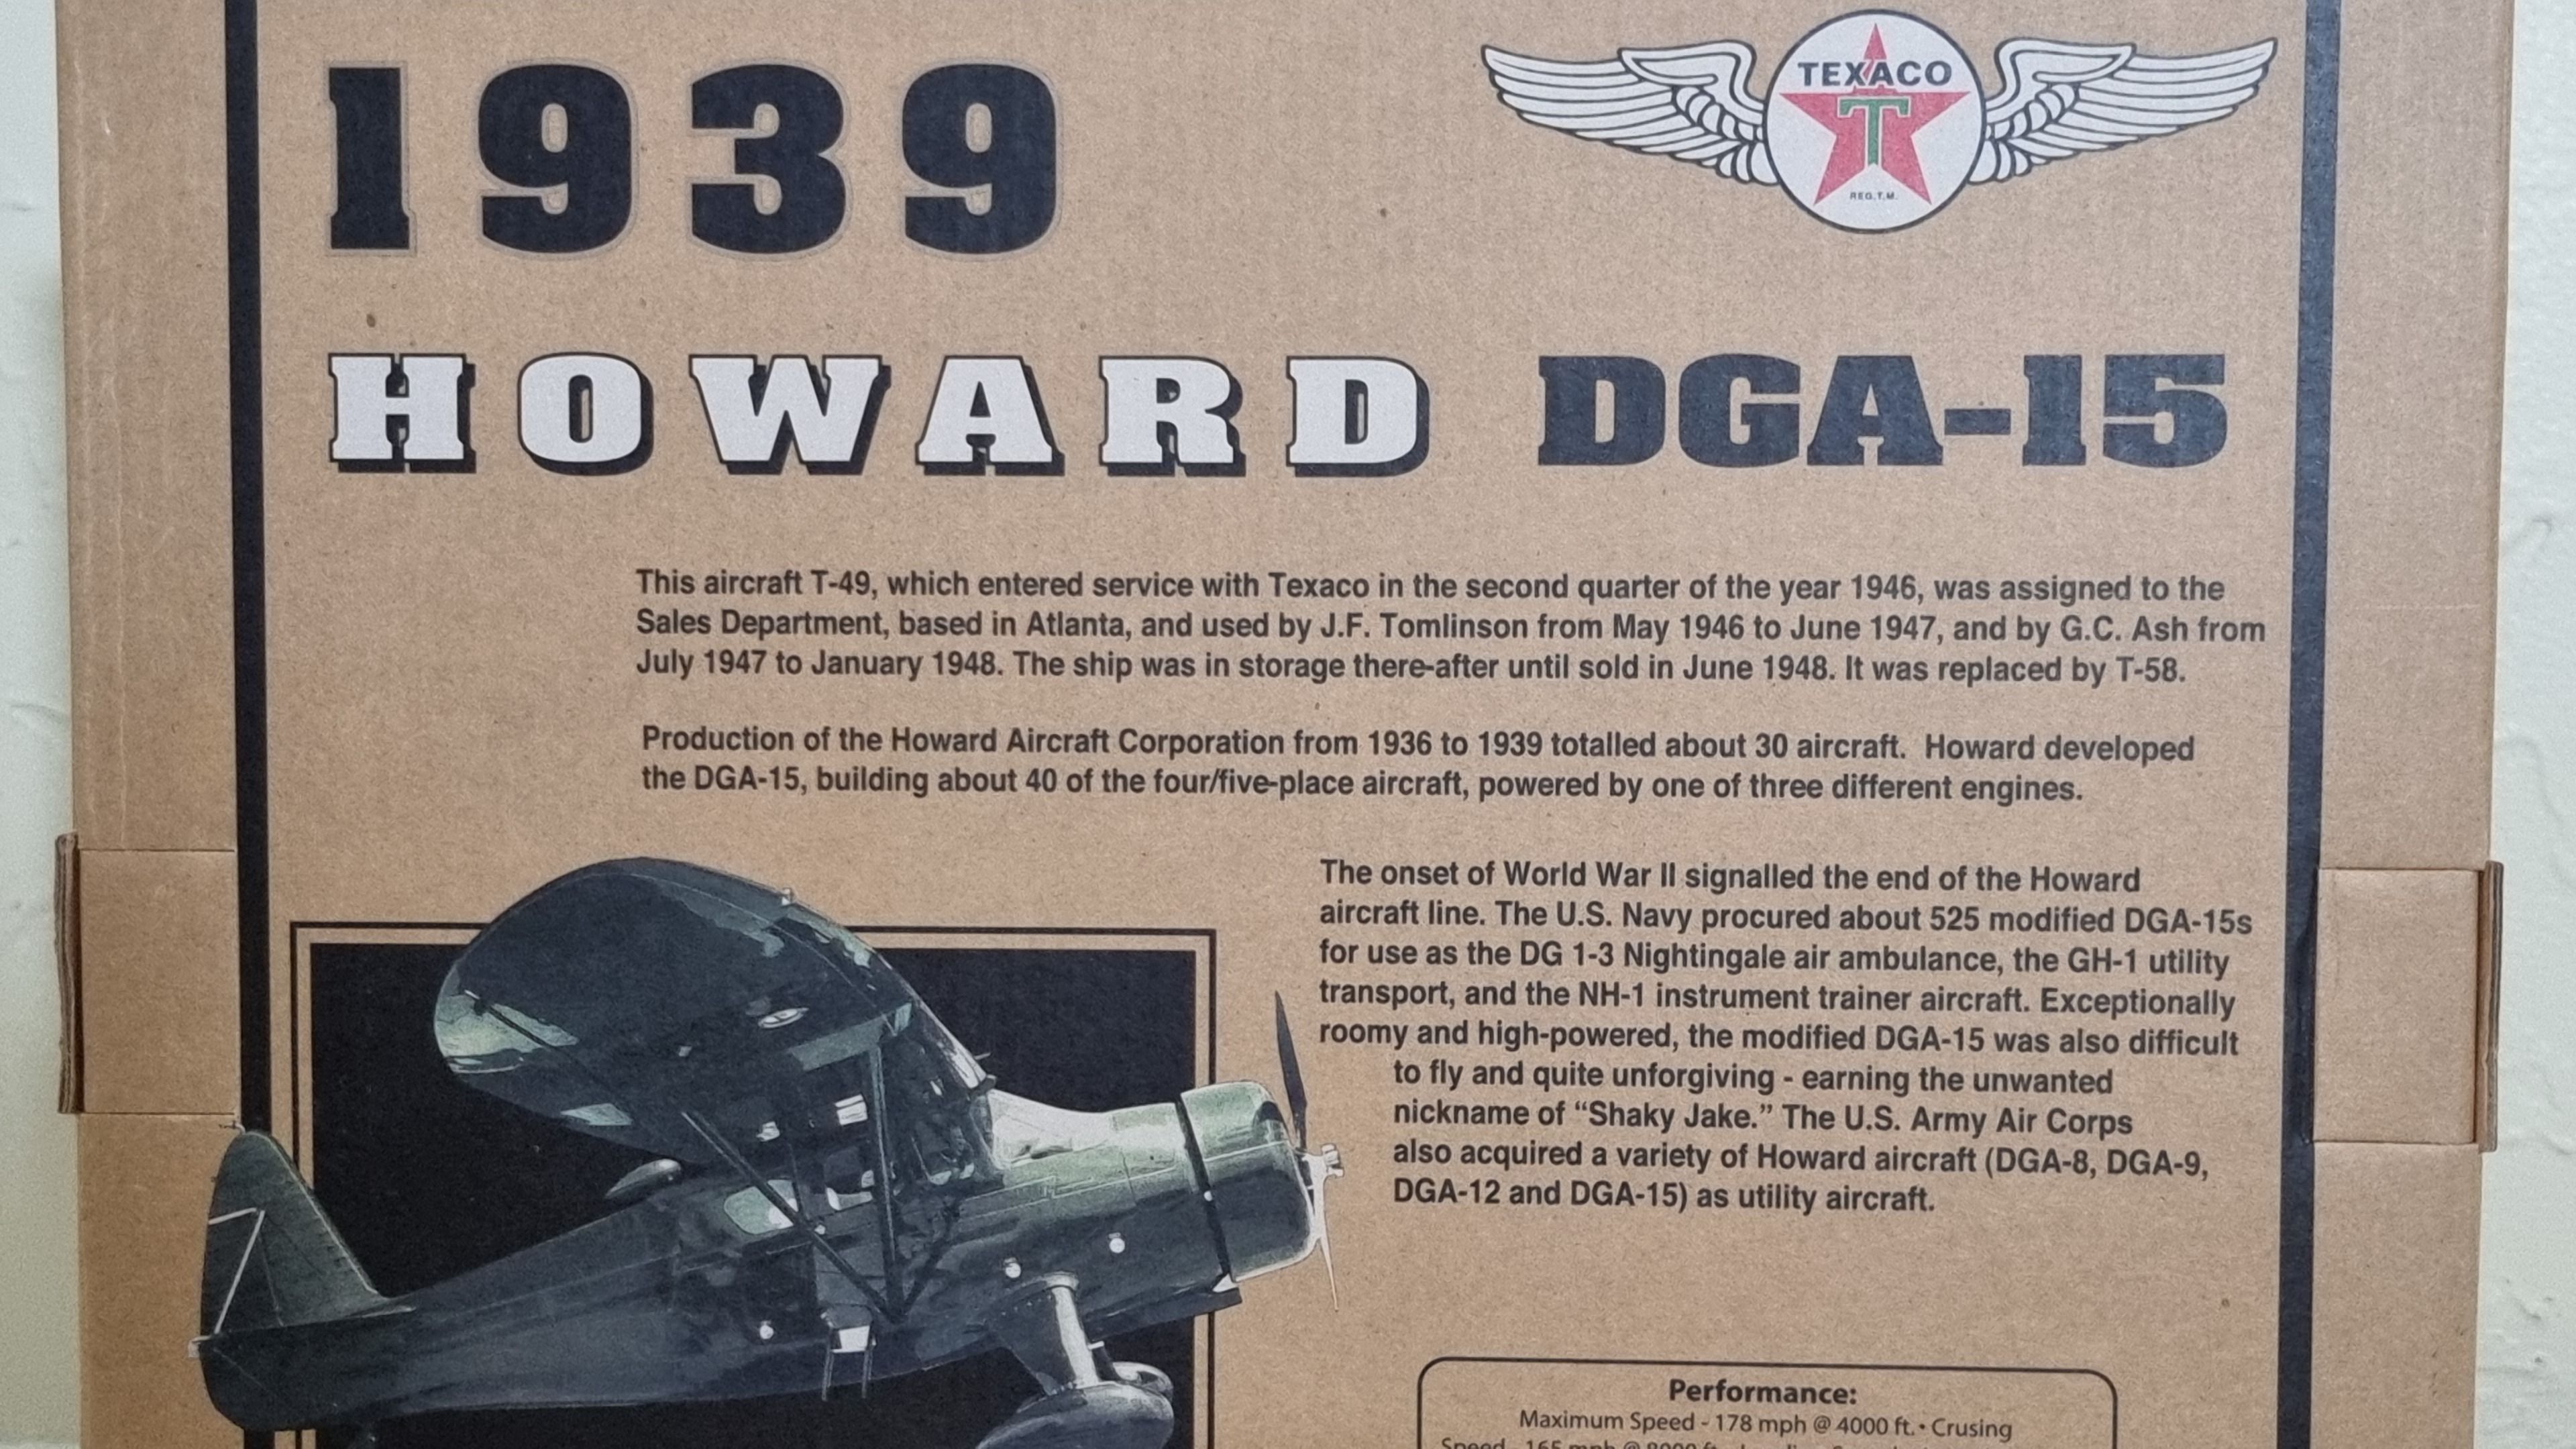 1939
TEXACO
T
REG.T.M.
HOWARD DGA-15
This aircraft T-49, which entered service with Texaco in the second quarter of the year 1946, was assigned to the
Sales Department, based in Atlanta, and used by J.F. Tomlinson from May 1946 to June 1947, and by G.C. Ash from
July 1947 to January 1948. The ship was in storage there-after until sold in June 1948. It was replaced by T-58.
Production of the Howard Aircraft Corporation from 1936 to 1939 totalled about 30 aircraft. Howard developed
the DGA-15, building about 40 of the four/five-place aircraft, powered by one of three different engines.
The onset of World War II signalled the end of the Howard
aircraft line. The U.S. Navy procured about 525 modified DGA-15s
for use as the DG 1-3 Nightingale air ambulance, the GH-1 utility
transport, and the NH-1 instrument trainer aircraft. Exceptionally
roomy and high-powered, the modified DGA-15 was also difficult
to fly and quite unforgiving - earning the unwanted
nickname of “Shaky Jake.” The U.S. Army Air Corps
also acquired a variety of Howard aircraft (DGA-8, DGA-9,
DGA-12 and DGA-15) as utility aircraft.
Performance:
Maximum Speed - 178 mph @ 4000 ft. • Crusing
Speed - 165 mph @ 8000 ft.